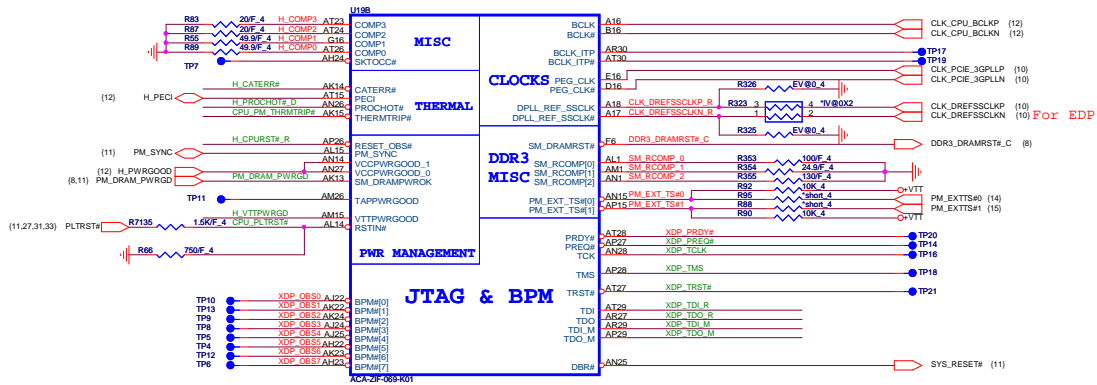 U19B
R83 20/F_4 H_COMP3 AT23 COMP3
R87 20/F_4 H_COMP2 AT24 COMP2
R55 49.9/F_4 H_COMP1 G16 COMP1
R89 49.9/F_4 H_COMP0 AT26 COMP0
TP7 AH24 SKTOCC#
MISC
H_CATERR# AK14 CATERR#
(12) H_PECI AT15 PECI
H_PROCHOT#_D AN26 PROCHOT#
CPU_PM_THRMTRIP# AK15 THERMTRIP#
THERMAL
H_CPURST#_R AP26 RESET_OBS#
(11) PM_SYNC AL15 PM_SYNC
AN14 VCCPWRGOOD_1
(12) H_PWRGOOD AN27 VCCPWRGOOD_0
(8,11) PM_DRAM_PWRGD PM_DRAM_PWRGD AK13 SM_DRAMPWROK
TP11 AM26 TAPPWRGOOD
H_VTTPWRGD AM15 VTTPWRGOOD
(11,27,31,33) PLTRST# R7135 1.5K/F_4 CPU_PLTRST# AL14 RSTIN#
R66 750/F_4
PWR MANAGEMENT
JTAG & BPM
TP10 XDP_OBS0 AJ22 BPM#[0]
TP13 XDP_OBS1 AK22 BPM#[1]
TP9 XDP_OBS2 AK24 BPM#[2]
TP8 XDP_OBS3 AJ24 BPM#[3]
TP5 XDP_OBS4 AJ25 BPM#[4]
TP4 XDP_OBS5 AH22 BPM#[5]
TP12 XDP_OBS6 AK23 BPM#[6]
TP6 XDP_OBS7 AH23 BPM#[7]
ACA-ZIF-069-K01
CLOCKS
BCLK A16 CLK_CPU_BCLKP (12)
BCLK# B16 CLK_CPU_BCLKN (12)
BCLK_ITP AR30 TP17
BCLK_ITP# AT30 TP19
PEG_CLK E16 CLK_PCIE_3GPLLP (10)
PEG_CLK# D16 CLK_PCIE_3GPLLN (10)
R326 EV@0_4
DPLL_REF_SSCLK A18 CLK_DREFSSCLKP_R R323 3 4 *IV@0X2 CLK_DREFSSCLKP (10)
DPLL_REF_SSCLK# A17 CLK_DREFSSCLKN_R 1 2 CLK_DREFSSCLKN (10) For EDP
R325 EV@0_4
DDR3 MISC
SM_DRAMRST# F6 DDR3_DRAMRST#_C (8)
SM_RCOMP[0] AL1 SM_RCOMP_0 R353 100/F_4
SM_RCOMP[1] AM1 SM_RCOMP_1 R354 24.9/F_4
SM_RCOMP[2] AN1 SM_RCOMP_2 R355 130/F_4
R92 10K_4 +VTT
PM_EXT_TS#[0] AN15 PM_EXT_TS#0 R95 *short_4 PM_EXTTS#0 (14)
PM_EXT_TS#[1] AP15 PM_EXT_TS#1 R88 *short_4 PM_EXTTS#1 (15)
R90 10K_4 +VTT
PRDY# AT28 XDP_PRDY# TP20
PREQ# AP27 XDP_PREQ# TP14
TCK AN28 XDP_TCLK TP16
TMS AP28 XDP_TMS TP18
TRST# AT27 XDP_TRST# TP21
TDI AT29 XDP_TDI_R
TDO AR27 XDP_TDO_R
TDI_M AR29 XDP_TDI_M
TDO_M AP29 XDP_TDO_M
DBR# AN25 SYS_RESET# (11)